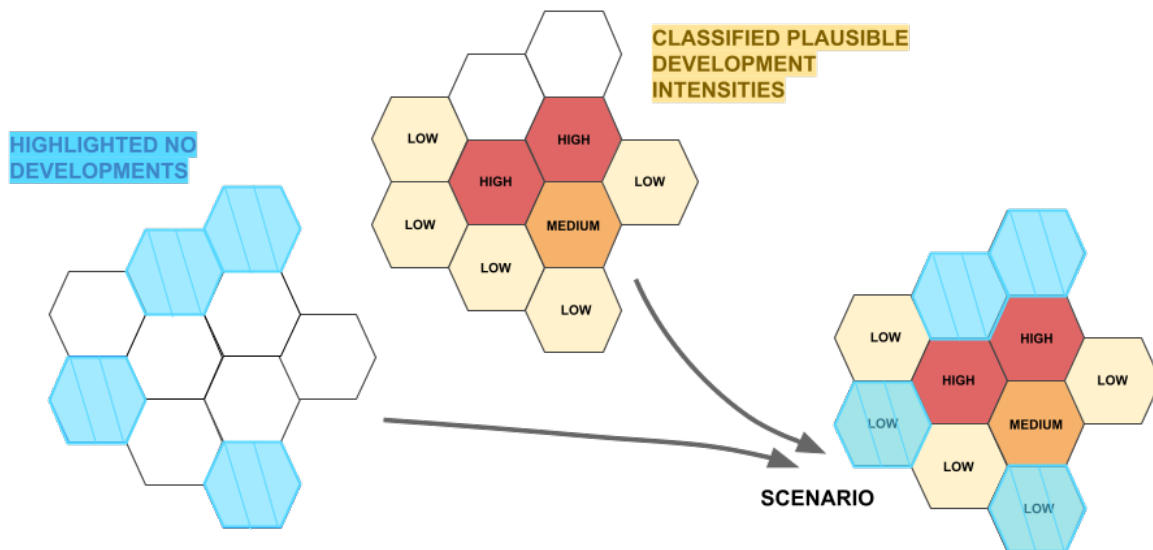 CLASSIFIED PLAUSIBLE
DEVELOPMENT
INTENSITIES
HIGHLIGHTED NO
DEVELOPMENTS
LOW
HIGH
HIGH
LOW
LOW
MEDIUM
LOW
LOW
LOW
HIGH
HIGH
LOW
LOW
MEDIUM
LOW
LOW
SCENARIO